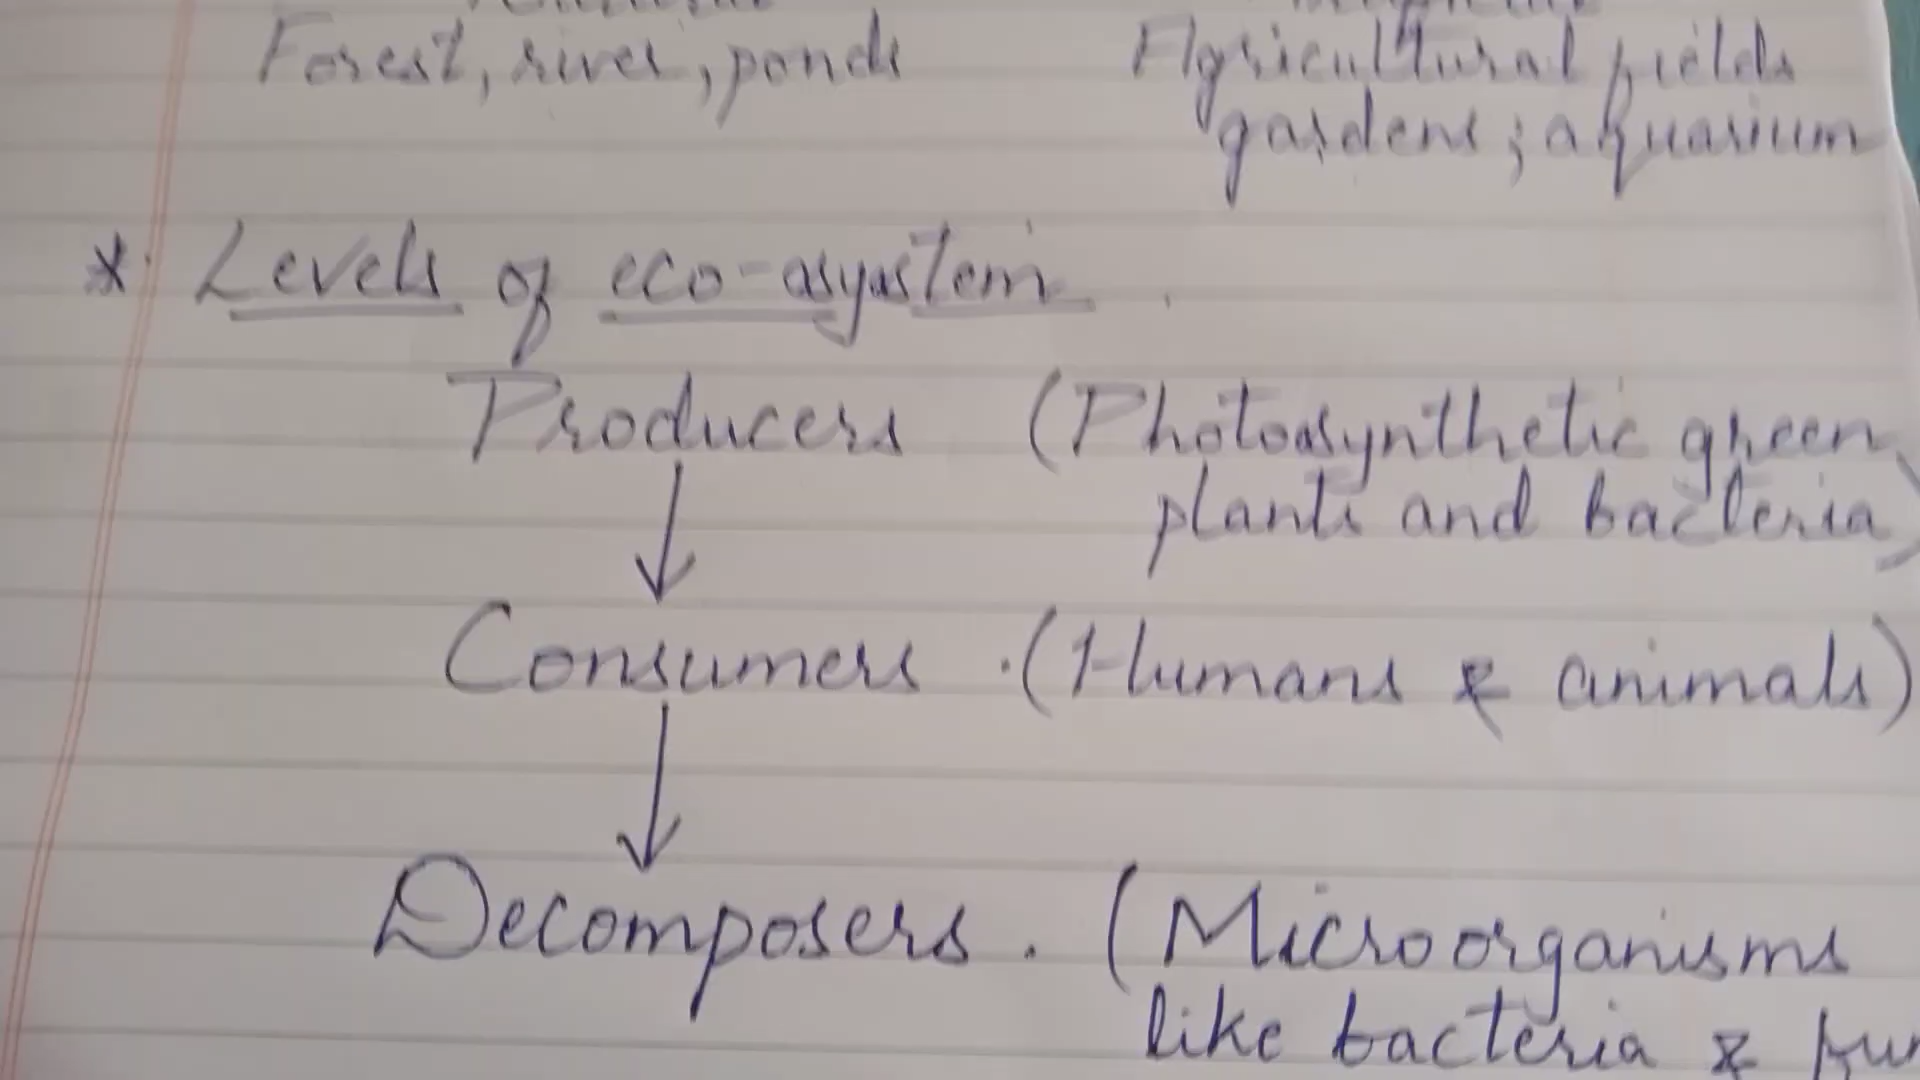 Forest, river, ponds
Agricultural fields
gardens, aquarium
* Levels of eco-system
Producers (Photosynthetic green
plants and bacteria)
Consumers (Humans & animals)
Decomposers. (Microorganisms
like bacteria &